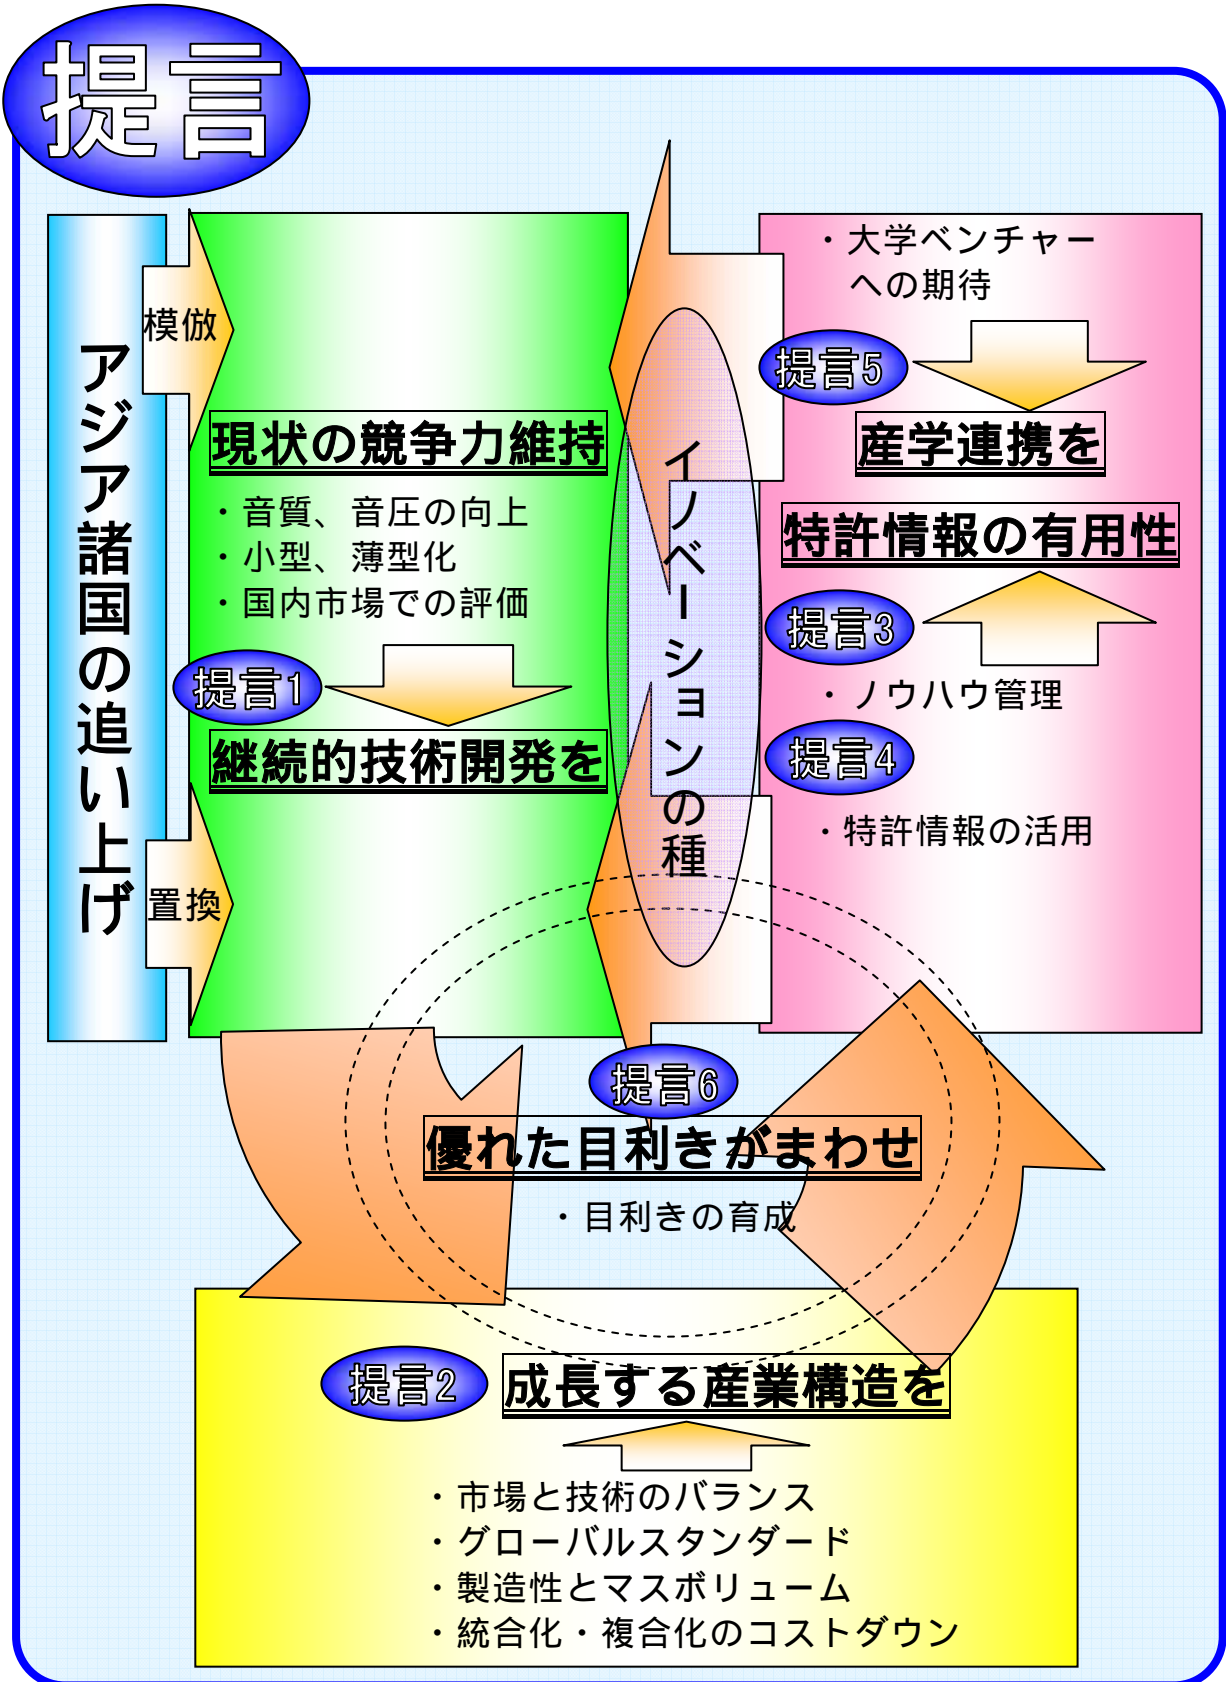 提言
アジア諸国の追い上げ
模倣
置換
現状の競争力維持
・音質、音圧の向上
・小型、薄型化
・国内市場での評価
提言1
継続的技術開発を
イノベーションの種
・大学ベンチャー
への期待
提言5
産学連携を
特許情報の有用性
提言3
・ノウハウ管理
提言4
・特許情報の活用
提言6
優れた目利きがまわせ
・目利きの育成
提言2
成長する産業構造を
・市場と技術のバランス
・グローバルスタンダード
・製造性とマスボリューム
・統合化・複合化のコストダウン